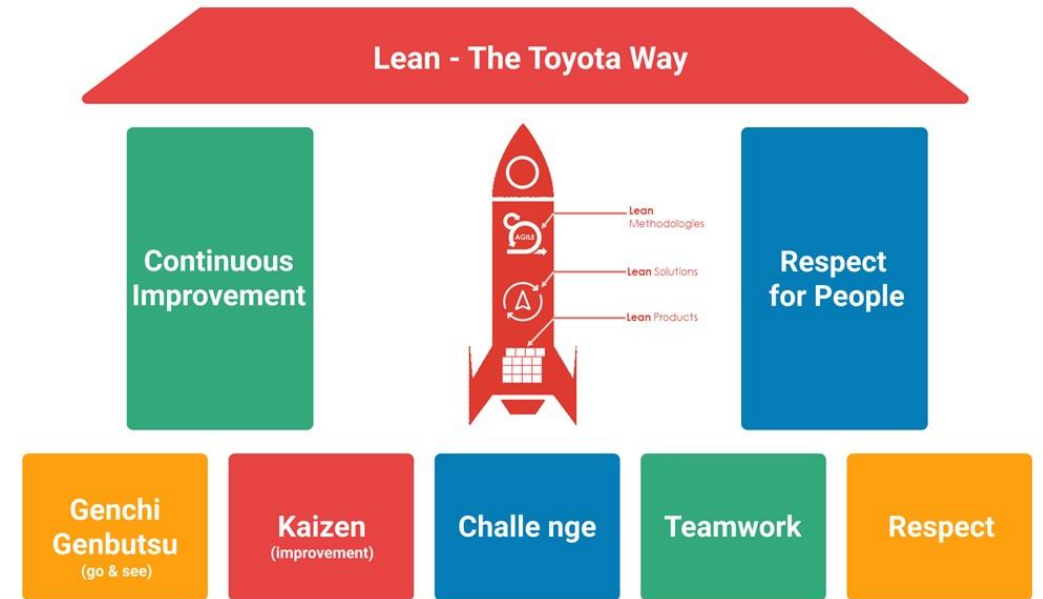 Lean - The Toyota Way
Continuous
Improvement
AGILE
Lean
Methodologies
Lean Solutions
Lean Products
Respect
for People
Genchi
Genbutsu
(go & see)
Kaizen
(improvement)
Challe nge
Teamwork
Respect